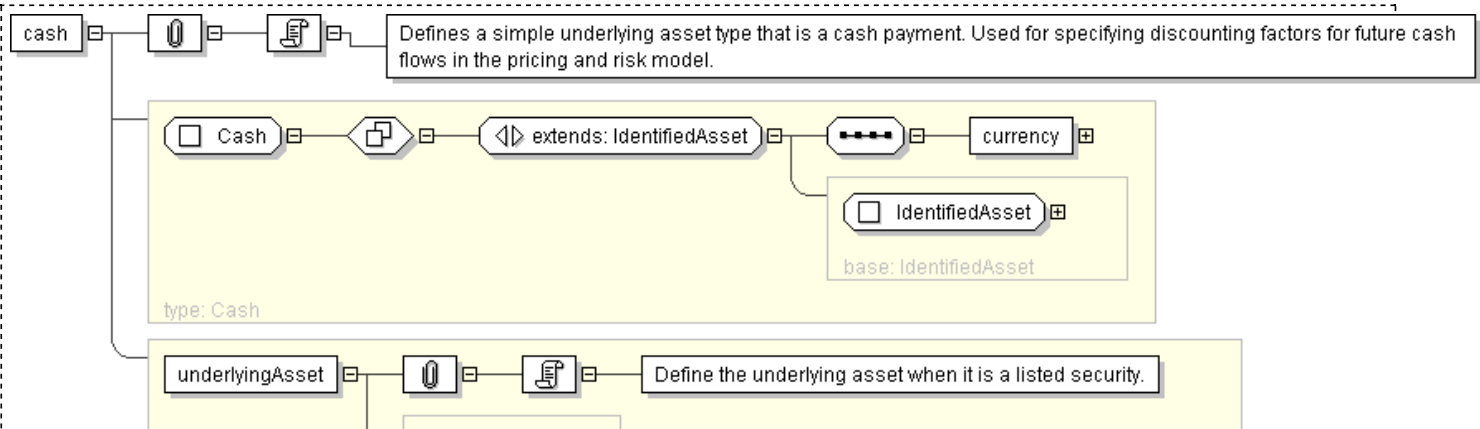 cash
Defines a simple underlying asset type that is a cash payment. Used for specifying discounting factors for future cash
flows in the pricing and risk model.
Cash
extends: IdentifiedAsset
currency
IdentifiedAsset
base: IdentifiedAsset
type: Cash
underlyingAsset
Define the underlying asset when it is a listed security.